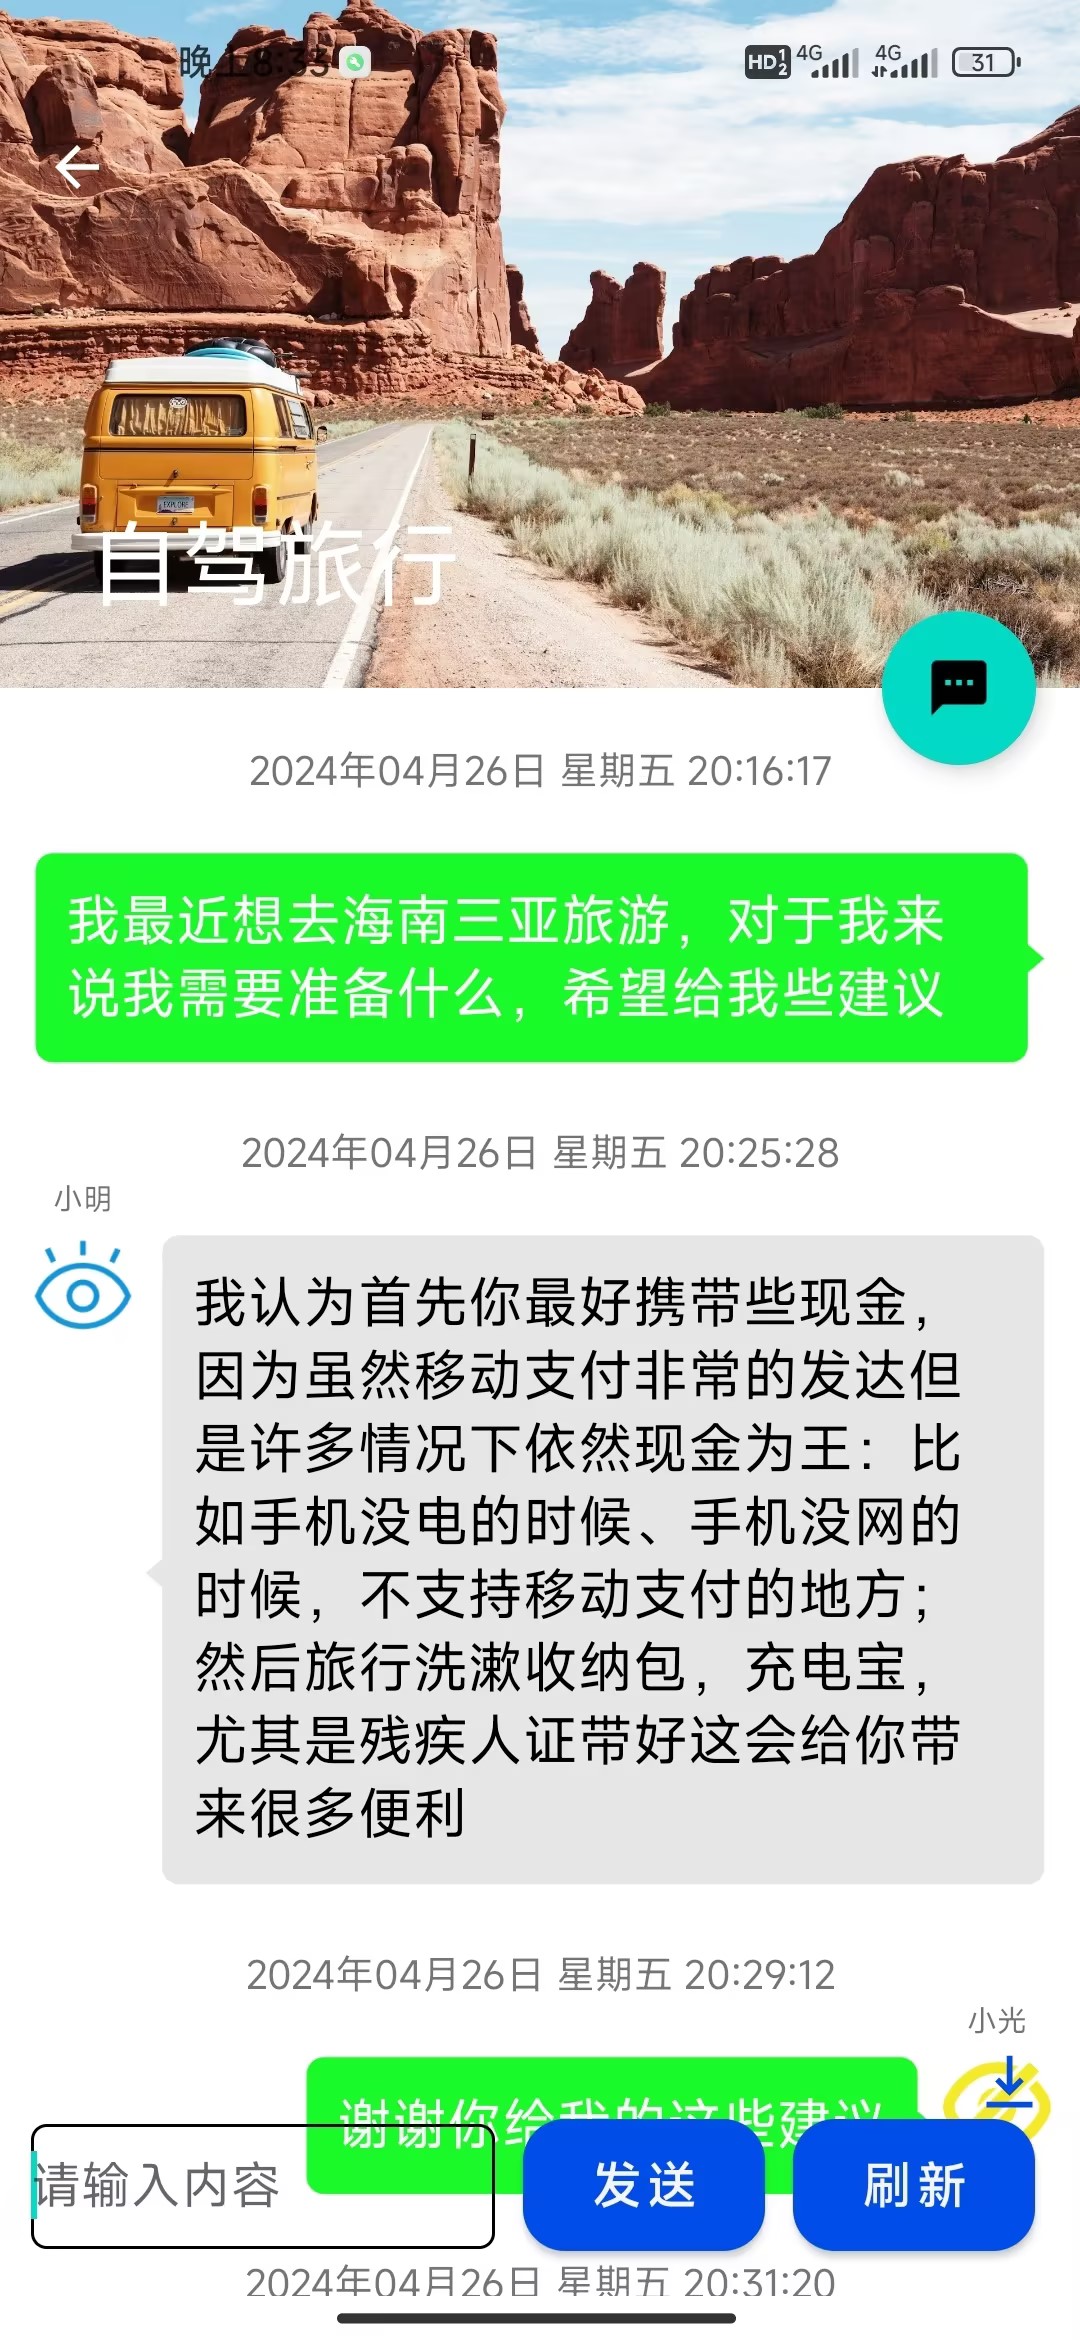 晚上8:33
HD 1 2 4G 4G 31
EXPLORE
自驾旅行
2024年04月26日 星期五 20:16:17
我最近想去海南三亚旅游，对于我来
说我需要准备什么，希望给我些建议
2024年04月26日 星期五 20:25:28
小明
我认为首先你最好携带些现金，
因为虽然移动支付非常的发达但
是许多情况下依然现金为王：比
如手机没电的时候、手机没网的
时候，不支持移动支付的地方；
然后旅行洗漱收纳包，充电宝，
尤其是残疾人证带好这会给你带
来很多便利
2024年04月26日 星期五 20:29:12
小光
谢谢你给我的这些建议
请输入内容
发送
刷新
2024年04月26日 星期五 20:31:20